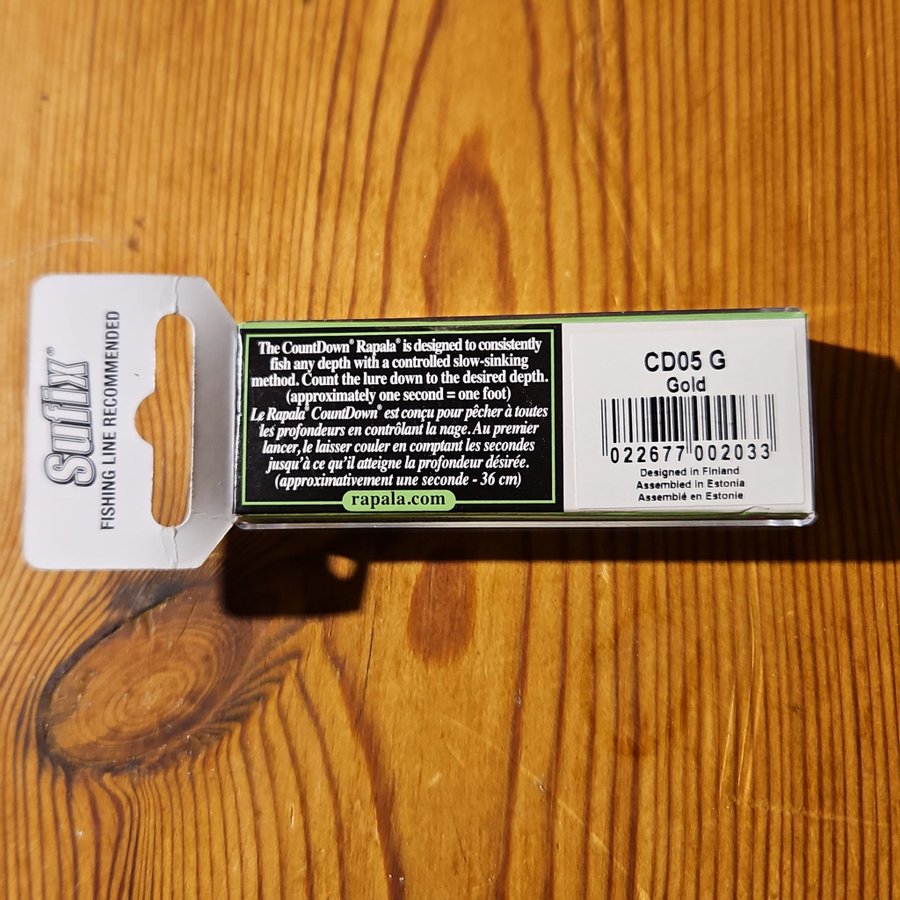 Sufix®
FISHING LINE RECOMMENDED
The CountDown® Rapala® is designed to consistently
fish any depth with a controlled slow-sinking
method. Count the lure down to the desired depth.
(approximately one second = one foot)
Le Rapala® CountDown® est conçu pour pêcher à toutes
les profondeurs en contrôlant la nage. Au premier
lancer, le laisser couler en comptant les secondes
jusqu'à ce qu'il atteigne la profondeur désirée.
(approximativement une seconde - 36 cm)
rapala.com
CD05 G
Gold
022677 002033
Designed in Finland
Assembled in Estonia
Assemblé en Estonie